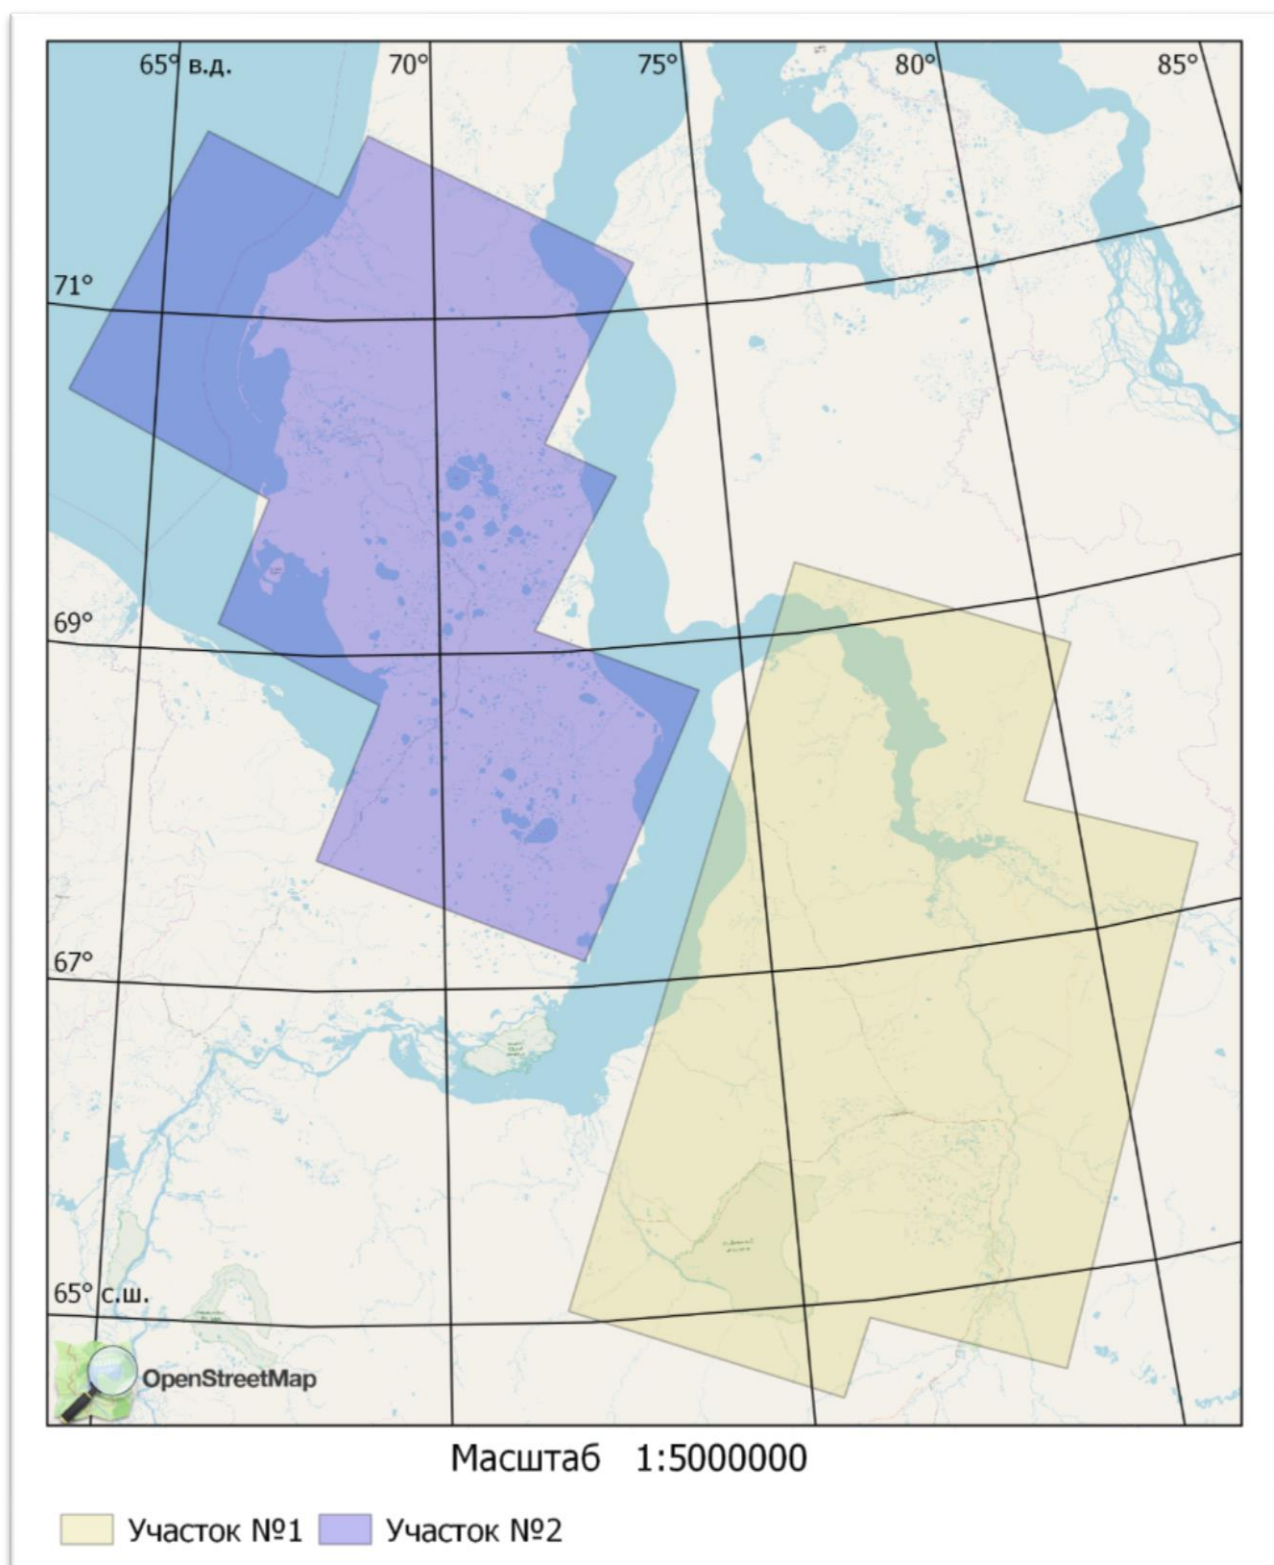 65° в.д. 70° 75° 80° 85°
71°
69°
67°
65° с.ш.
OpenStreetMap
Масштаб 1:5000000
Участок №1 Участок №2